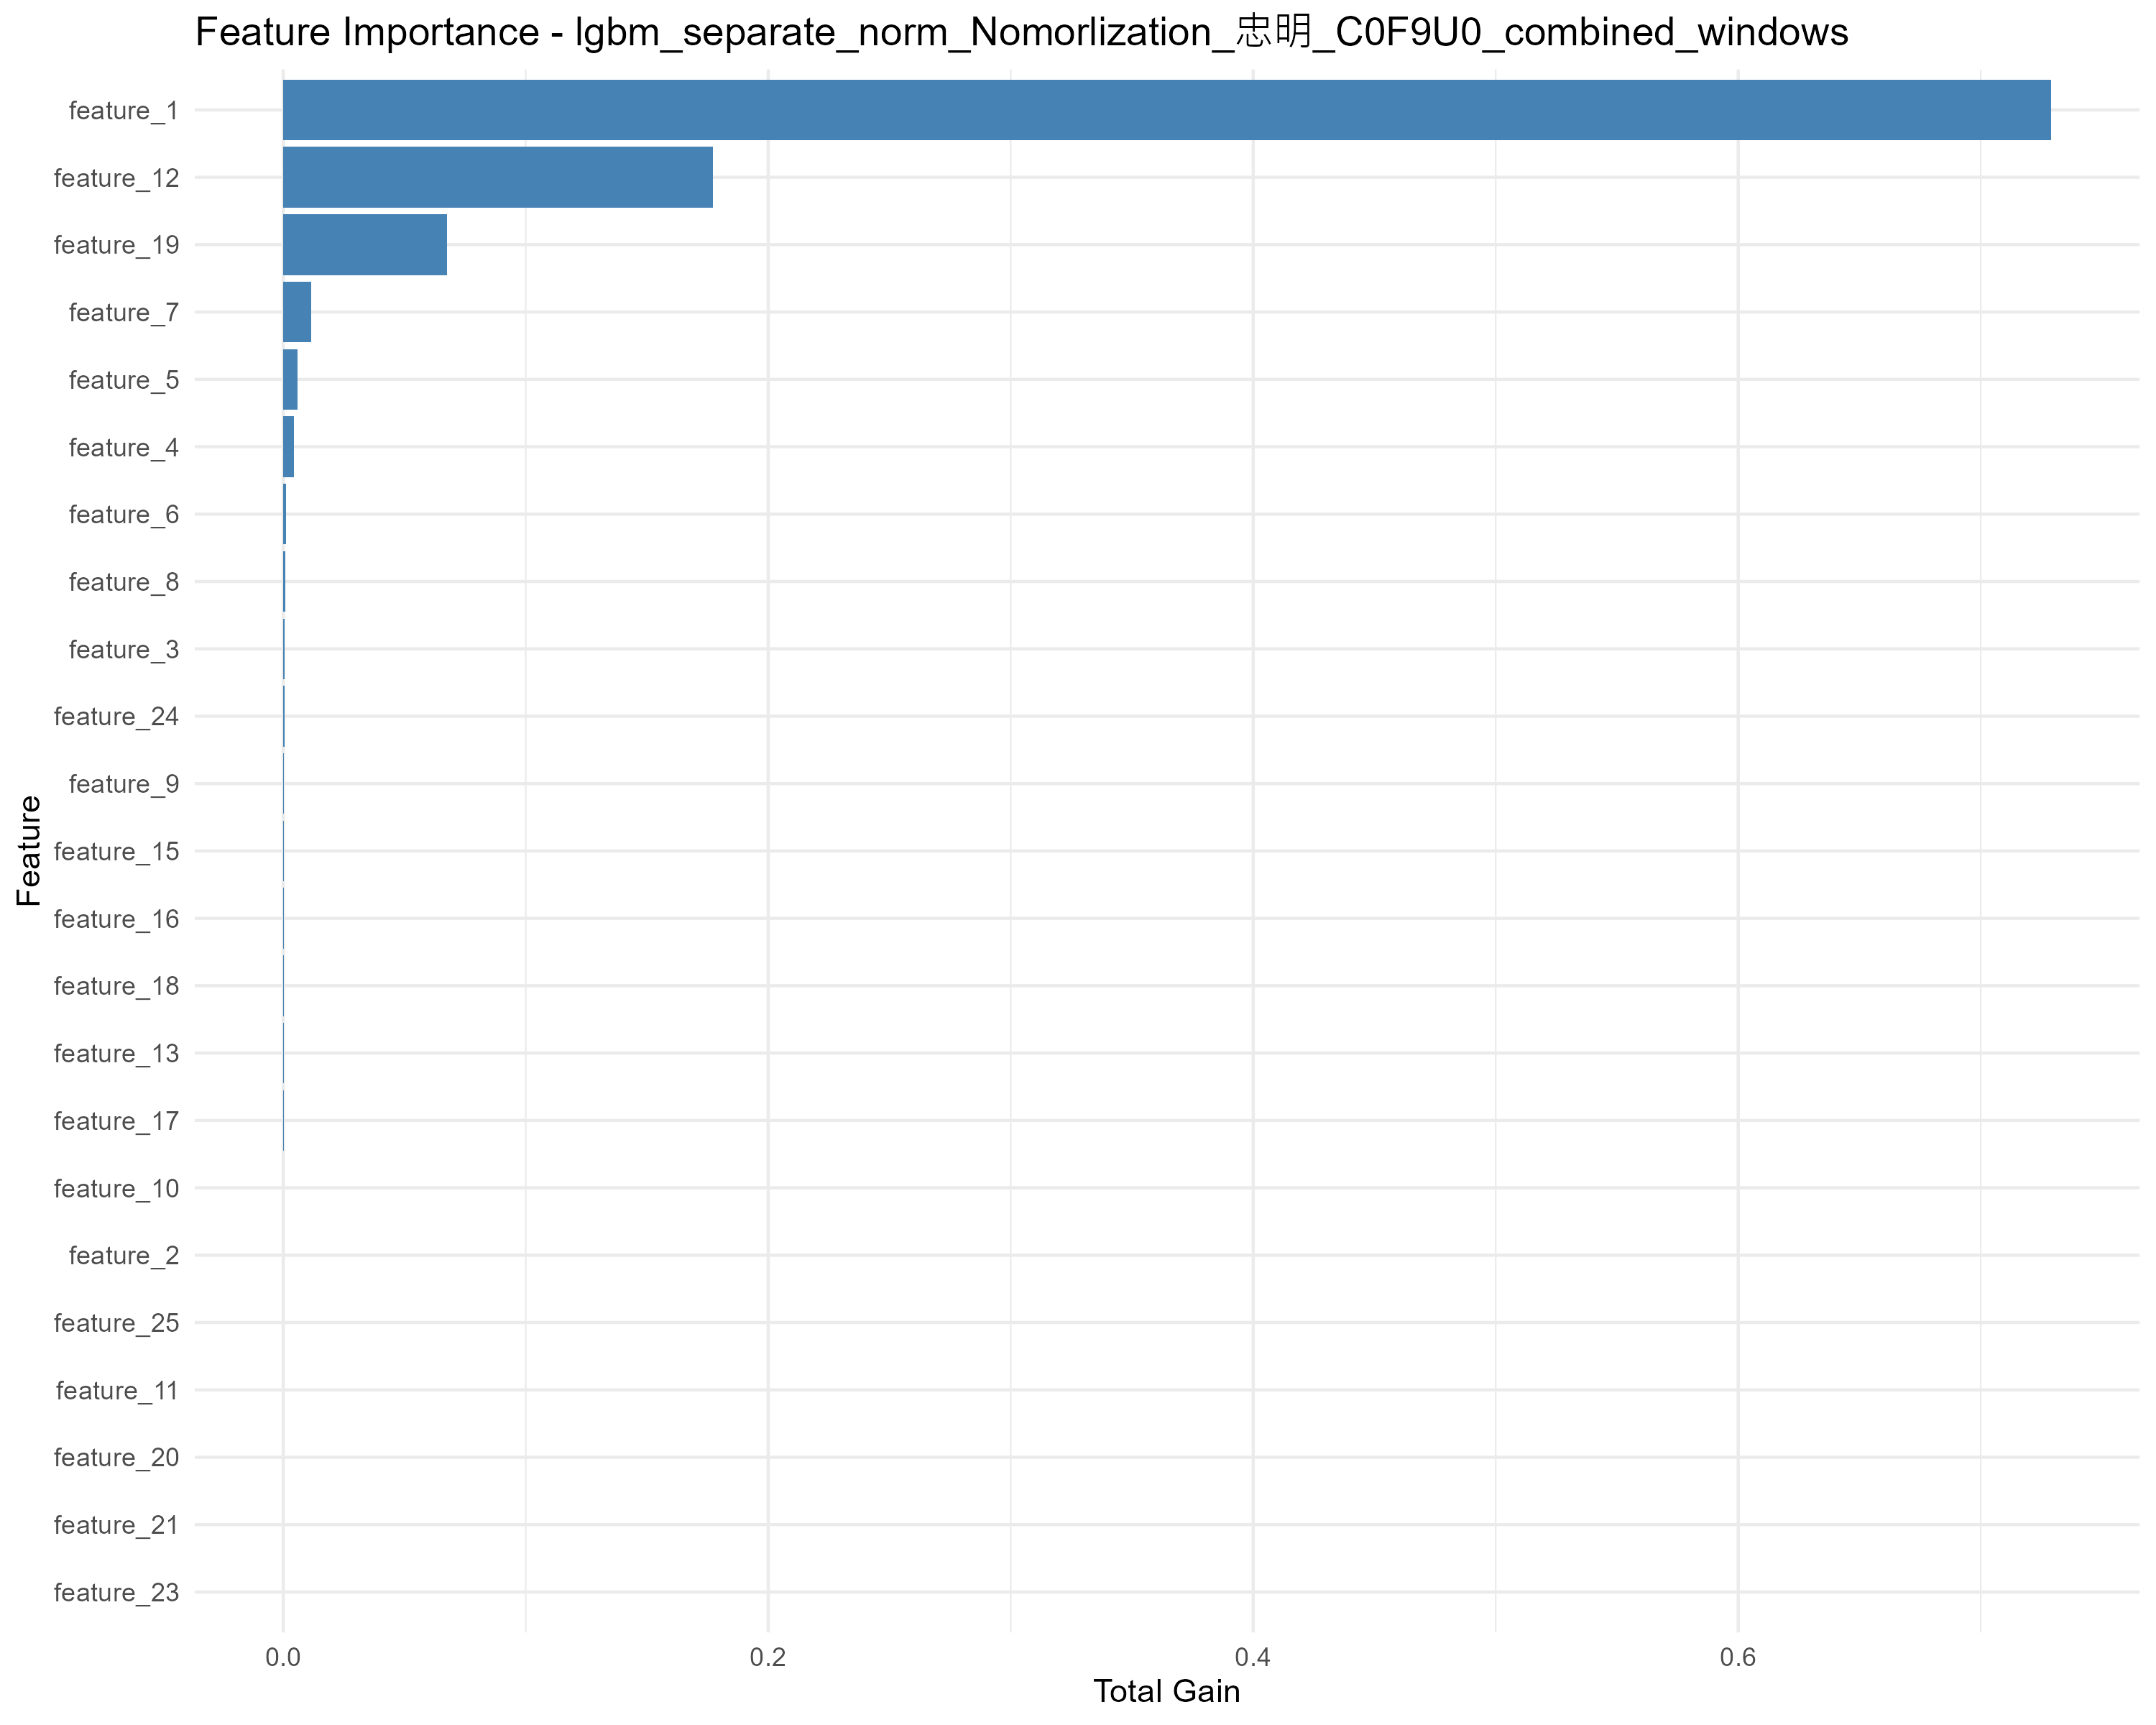 Feature Importance - lgbm_separate_norm_Nomorlization_忠明_C0F9U0_combined_windows
feature_1
feature_12
feature_19
feature_7
feature_5
feature_4
feature_6
feature_8
feature_3
feature_24
feature_9
feature_15
feature_16
feature_18
feature_13
feature_17
feature_10
feature_2
feature_25
feature_11
feature_20
feature_21
feature_23
Feature
0.0 0.2 0.4 0.6
Total Gain